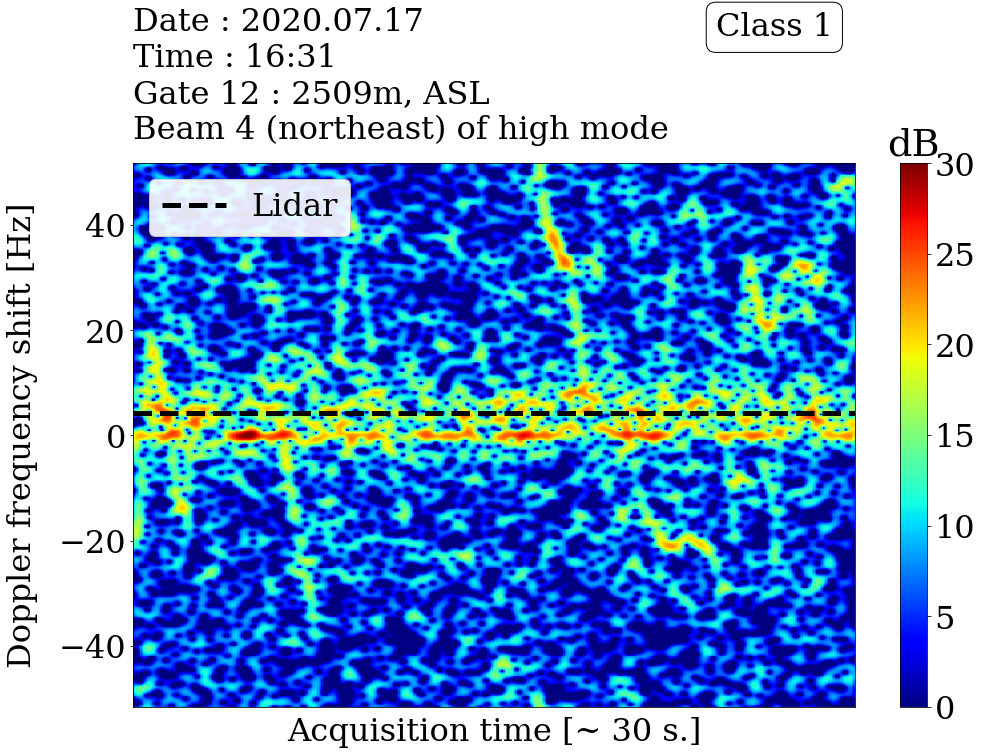 Date : 2020.07.17
Time : 16:31
Gate 12 : 2509m, ASL
Beam 4 (northeast) of high mode
Class 1
dB
Lidar
Doppler frequency shift [Hz]
40
20
0
−20
−40
30
25
20
15
10
5
0
Acquisition time [~ 30 s.]